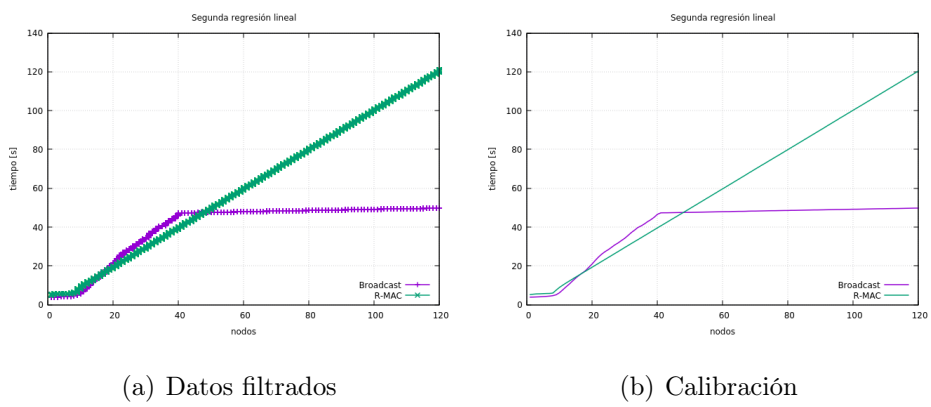 Segunda regresión lineal
140
120
100
80
60
40
20
0
tiempo [s]
0 20 40 60 80 100 120
nodos
Broadcast
R-MAC
(a) Datos filtrados
Segunda regresión lineal
140
120
100
80
60
40
20
0
tiempo [s]
0 20 40 60 80 100 120
nodos
Broadcast
R-MAC
(b) Calibración